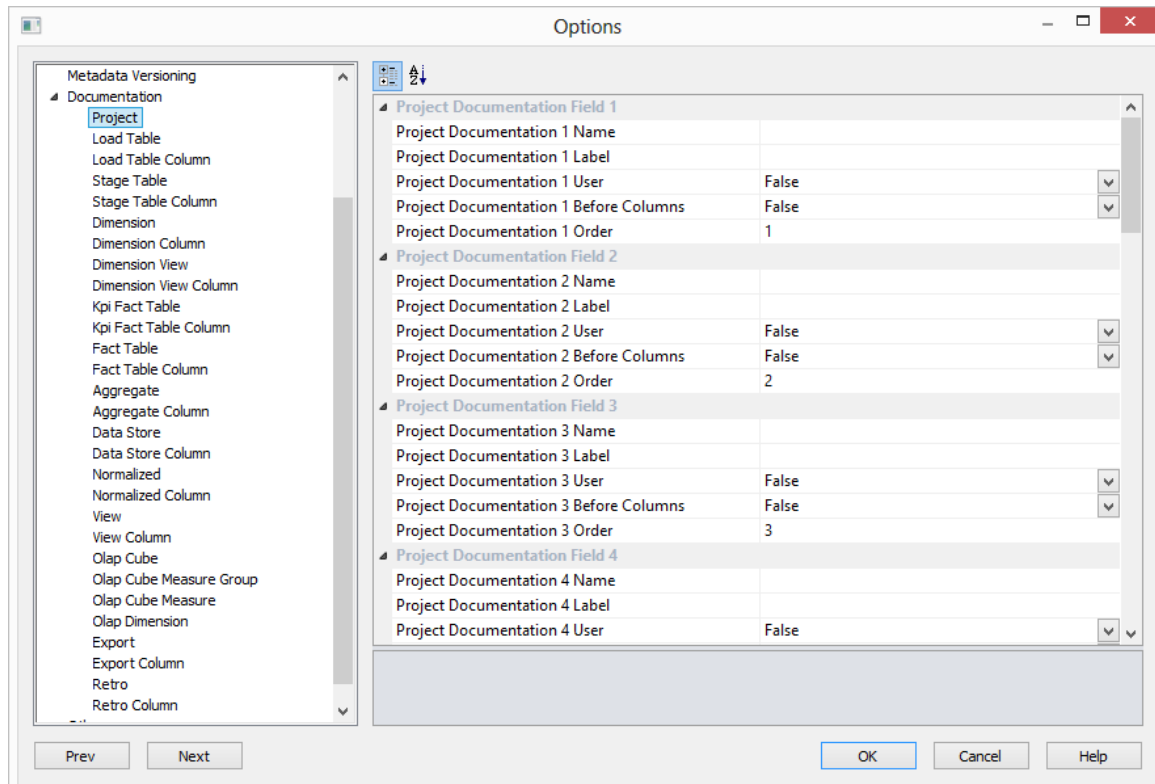 Options
Metadata Versioning
Documentation
Project
Load Table
Load Table Column
Stage Table
Stage Table Column
Dimension
Dimension Column
Dimension View
Dimension View Column
Kpi Fact Table
Kpi Fact Table Column
Fact Table
Fact Table Column
Aggregate
Aggregate Column
Data Store
Data Store Column
Normalized
Normalized Column
View
View Column
Olap Cube
Olap Cube Measure Group
Olap Cube Measure
Olap Dimension
Export
Export Column
Retro
Retro Column
Project Documentation Field 1
Project Documentation 1 Name
Project Documentation 1 Label
Project Documentation 1 User False
Project Documentation 1 Before Columns False
Project Documentation 1 Order 1
Project Documentation Field 2
Project Documentation 2 Name
Project Documentation 2 Label
Project Documentation 2 User False
Project Documentation 2 Before Columns False
Project Documentation 2 Order 2
Project Documentation Field 3
Project Documentation 3 Name
Project Documentation 3 Label
Project Documentation 3 User False
Project Documentation 3 Before Columns False
Project Documentation 3 Order 3
Project Documentation Field 4
Project Documentation 4 Name
Project Documentation 4 Label
Project Documentation 4 User False
Prev Next OK Cancel Help